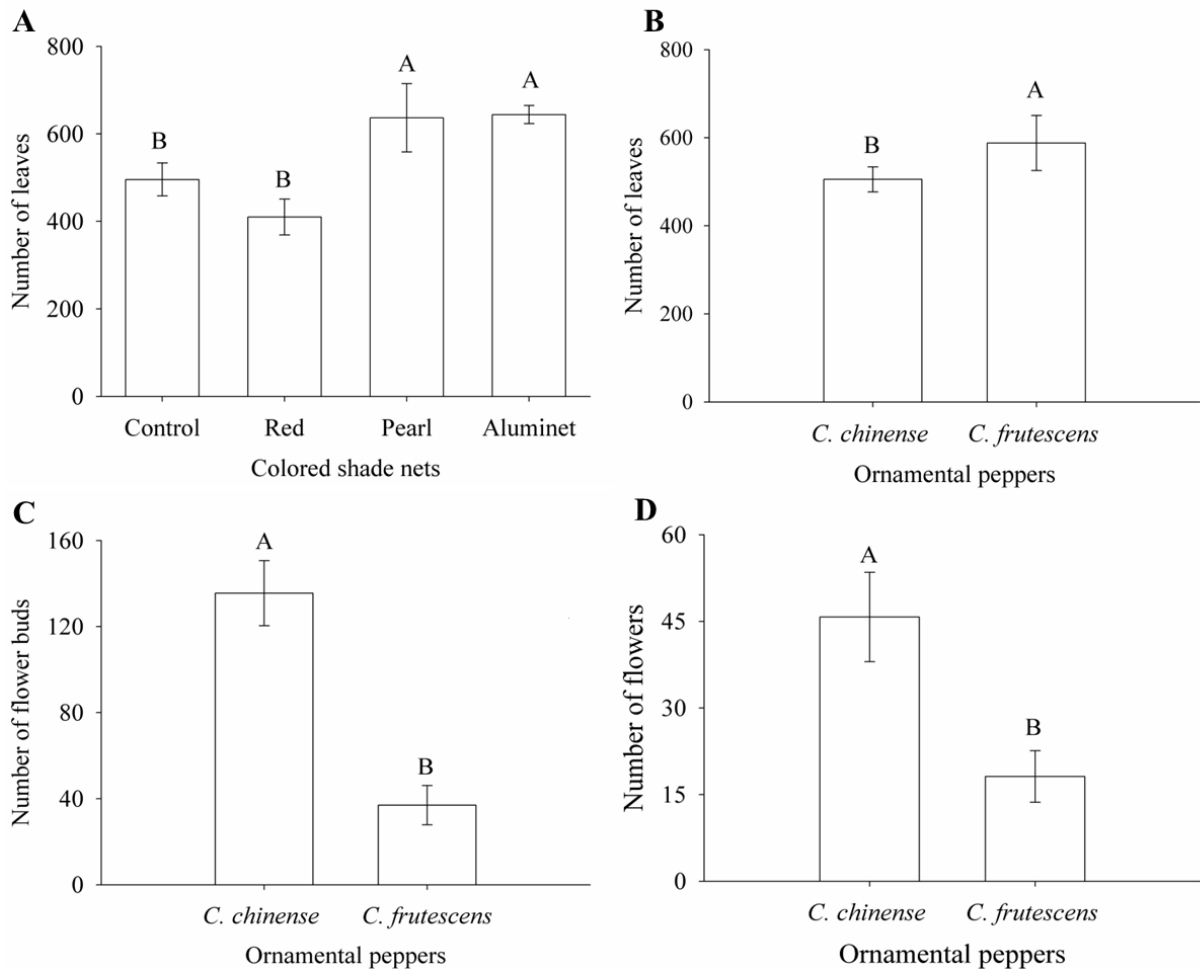 A
Number of leaves
800
600
400
200
0
B
B
A
A
Control Red Pearl Aluminet
Colored shade nets
B
Number of leaves
800
600
400
200
0
B
A
C. chinense C. frutescens
Ornamental peppers
C
Number of flower buds
160
120
80
40
0
A
B
C. chinense C. frutescens
Ornamental peppers
D
Number of flowers
60
45
30
15
0
A
B
C. chinense C. frutescens
Ornamental peppers